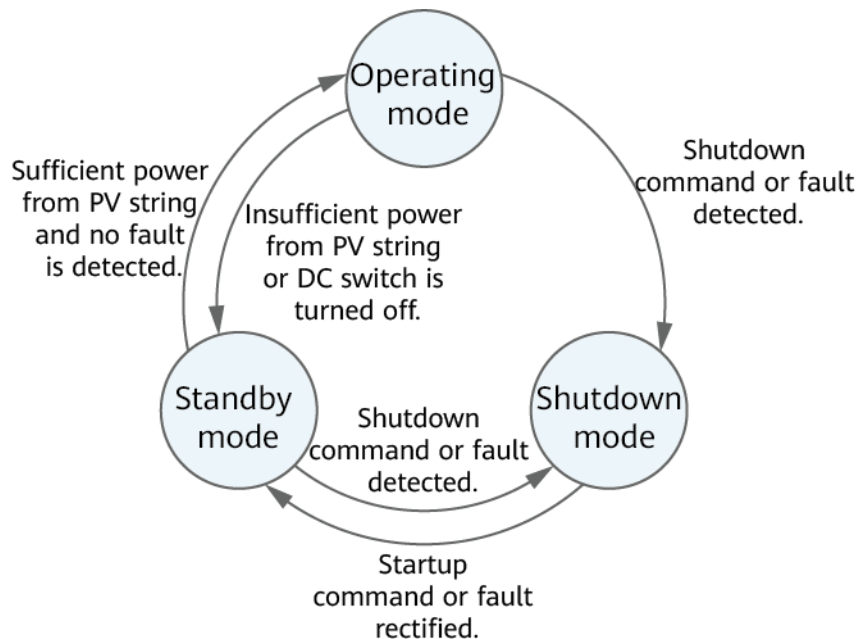 Operating
mode
Shutdown
command or fault
detected.
Sufficient power
from PV string
and no fault
is detected.
Insufficient power
from PV string
or DC switch is
turned off.
Standby
mode
Shutdown
command or fault
detected.
Shutdown
mode
Startup
command or fault
rectified.